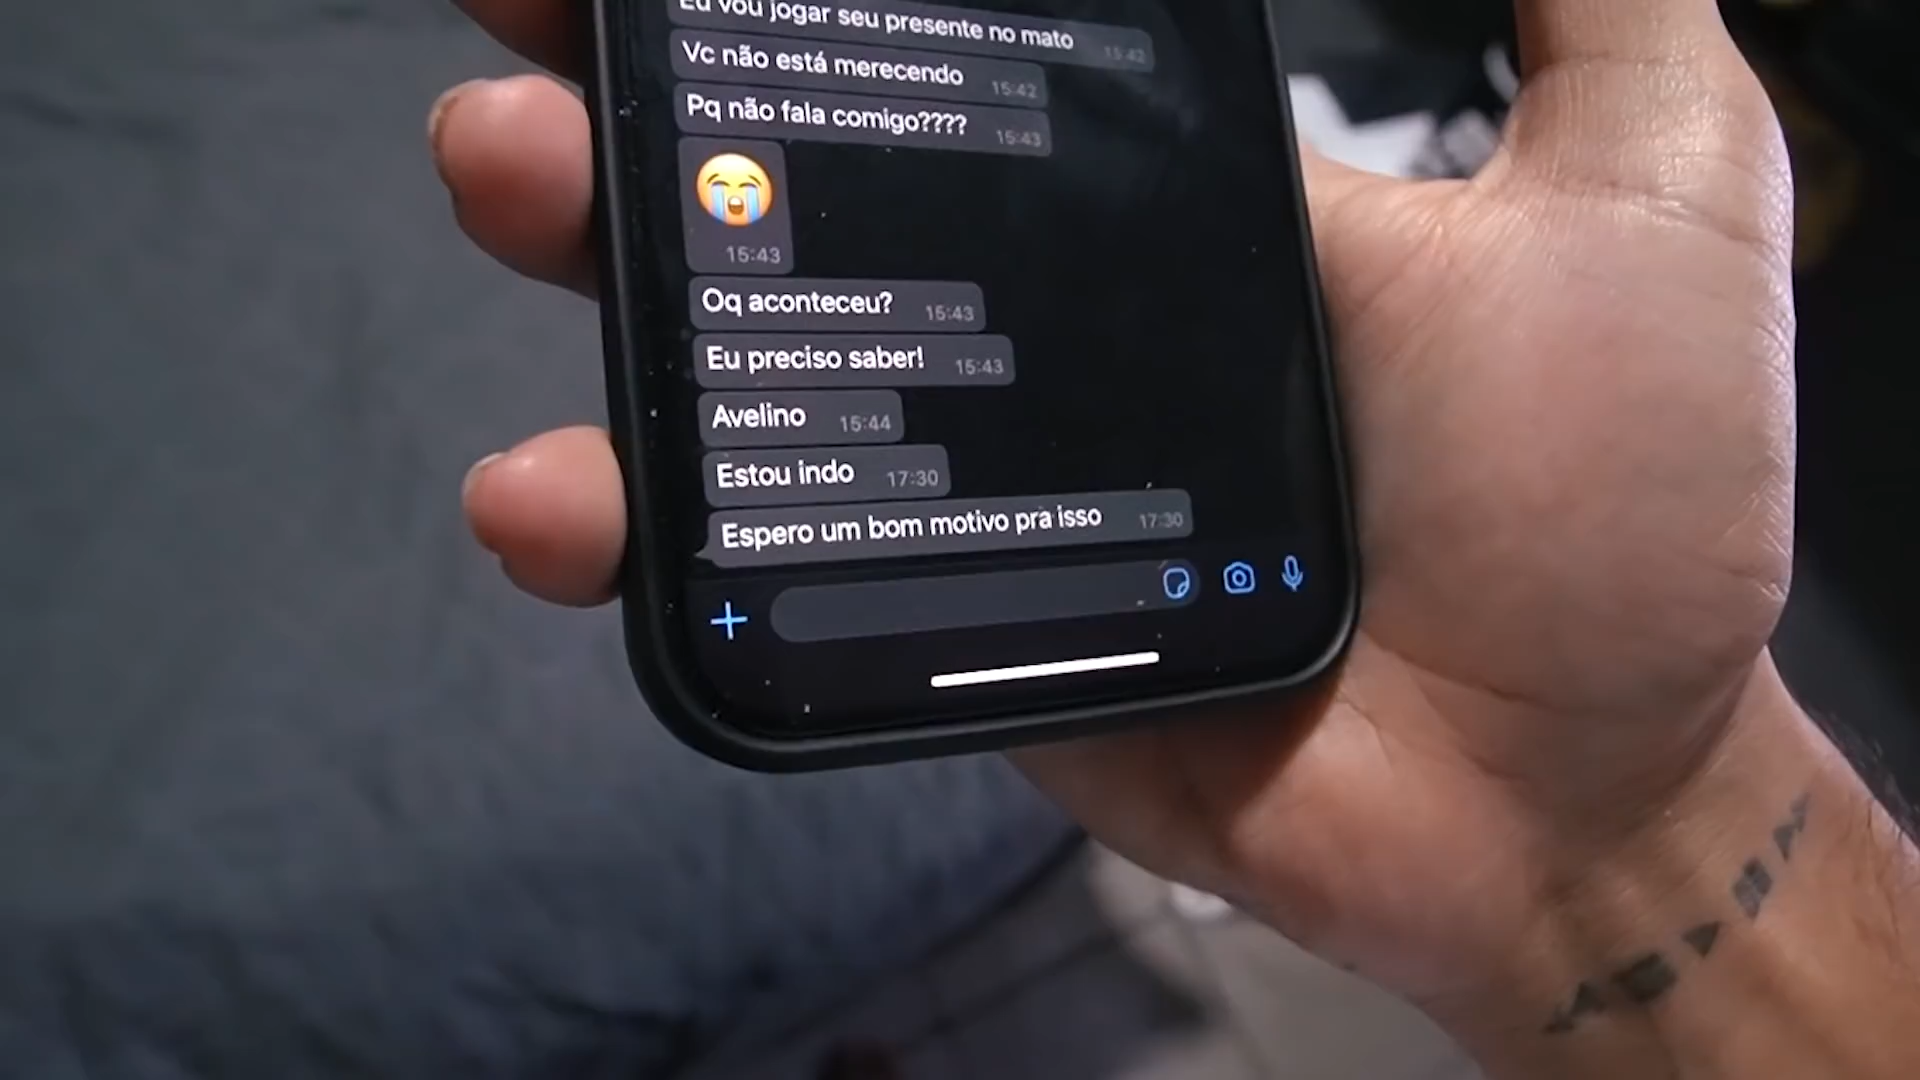 Eu vou jogar seu presente no mato 15:42
Vc não está merecendo 15:42
Pq não fala comigo???? 15:43
😭
15:43
Oq aconteceu? 15:43
Eu preciso saber! 15:43
Avelino 15:44
Estou indo 17:30
Espero um bom motivo pra isso 17:30